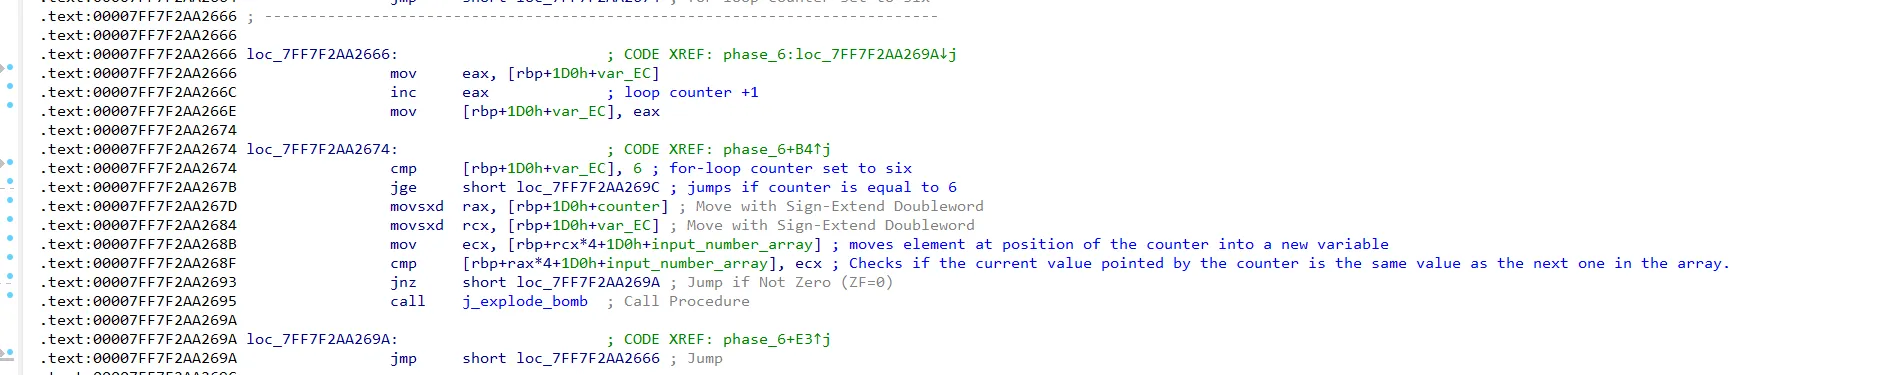 jmp short loc_7FF7F2AA2674 ; for-loop counter set to six
.text:00007FF7F2AA2666 ; ---------------------------------------------------------------------------
.text:00007FF7F2AA2666
.text:00007FF7F2AA2666 loc_7FF7F2AA2666: ; CODE XREF: phase_6:loc_7FF7F2AA269A↓j
.text:00007FF7F2AA2666 mov eax, [rbp+1D0h+var_EC]
.text:00007FF7F2AA266C inc eax ; loop counter +1
.text:00007FF7F2AA266E mov [rbp+1D0h+var_EC], eax
.text:00007FF7F2AA2674
.text:00007FF7F2AA2674 loc_7FF7F2AA2674: ; CODE XREF: phase_6+B4↑j
.text:00007FF7F2AA2674 cmp [rbp+1D0h+var_EC], 6 ; for-loop counter set to six
.text:00007FF7F2AA267B jge short loc_7FF7F2AA269C ; jumps if counter is equal to 6
.text:00007FF7F2AA267D movsxd rax, [rbp+1D0h+counter] ; Move with Sign-Extend Doubleword
.text:00007FF7F2AA2684 movsxd rcx, [rbp+1D0h+var_EC] ; Move with Sign-Extend Doubleword
.text:00007FF7F2AA268B mov ecx, [rbp+rcx*4+1D0h+input_number_array] ; moves element at position of the counter into a new variable
.text:00007FF7F2AA268F cmp [rbp+rax*4+1D0h+input_number_array], ecx ; Checks if the current value pointed by the counter is the same value as the next one in the array.
.text:00007FF7F2AA2693 jnz short loc_7FF7F2AA269A ; Jump if Not Zero (ZF=0)
.text:00007FF7F2AA2695 call j_explode_bomb ; Call Procedure
.text:00007FF7F2AA269A
.text:00007FF7F2AA269A loc_7FF7F2AA269A: ; CODE XREF: phase_6+E3↑j
.text:00007FF7F2AA269A jmp short loc_7FF7F2AA2666 ; Jump
.text:00007FF7F2AA269C